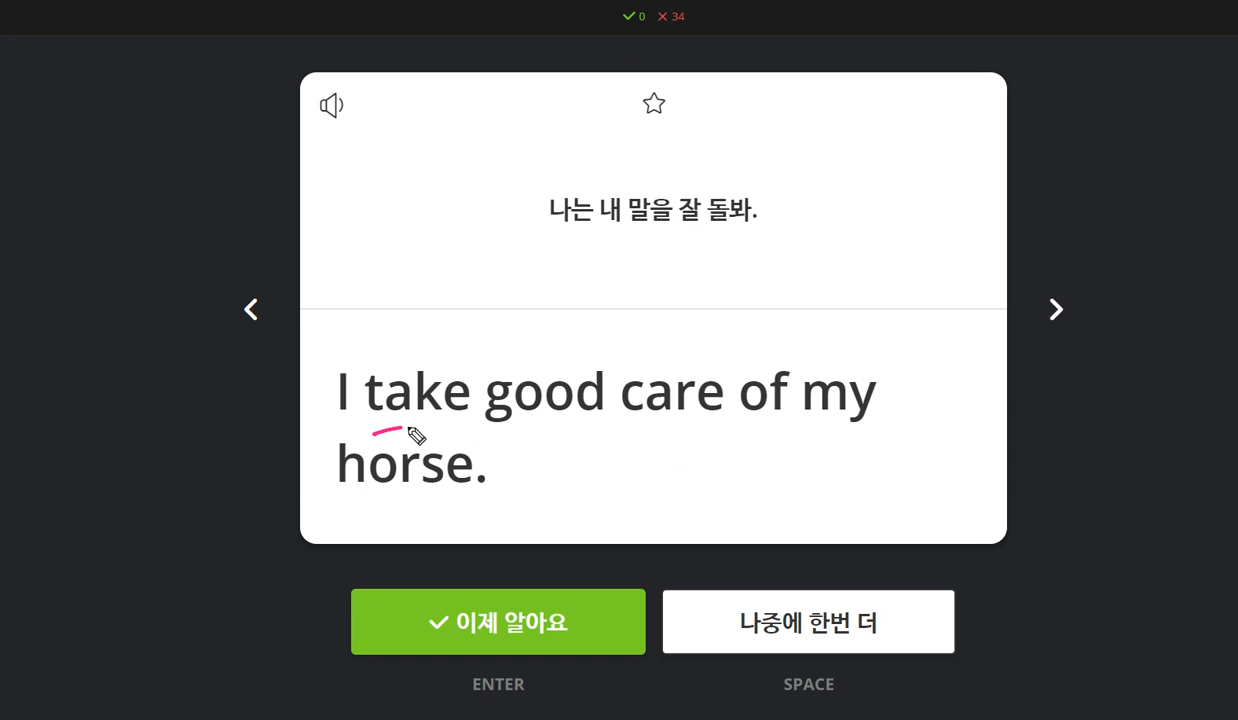 0 34
나는 내 말을 잘 돌봐.
I take good care of my
horse.
이제 알아요 나중에 한번 더
ENTER SPACE